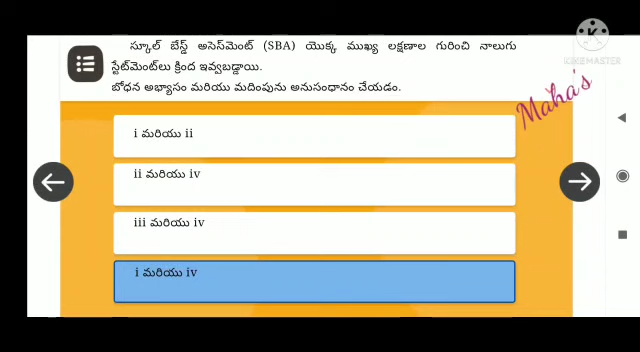 KINEMASTER
స్కూల్ బేస్డ్ అసెస్‌మెంట్ (SBA) యొక్క ముఖ్య లక్షణాల గురించి నాలుగు
స్టేట్‌మెంట్‌లు క్రింద ఇవ్వబడ్డాయి.
బోధన అభ్యాసం మరియు మదింపును అనుసంధానం చేయడం.
Maha's
i మరియు ii
ii మరియు iv
iii మరియు iv
i మరియు iv